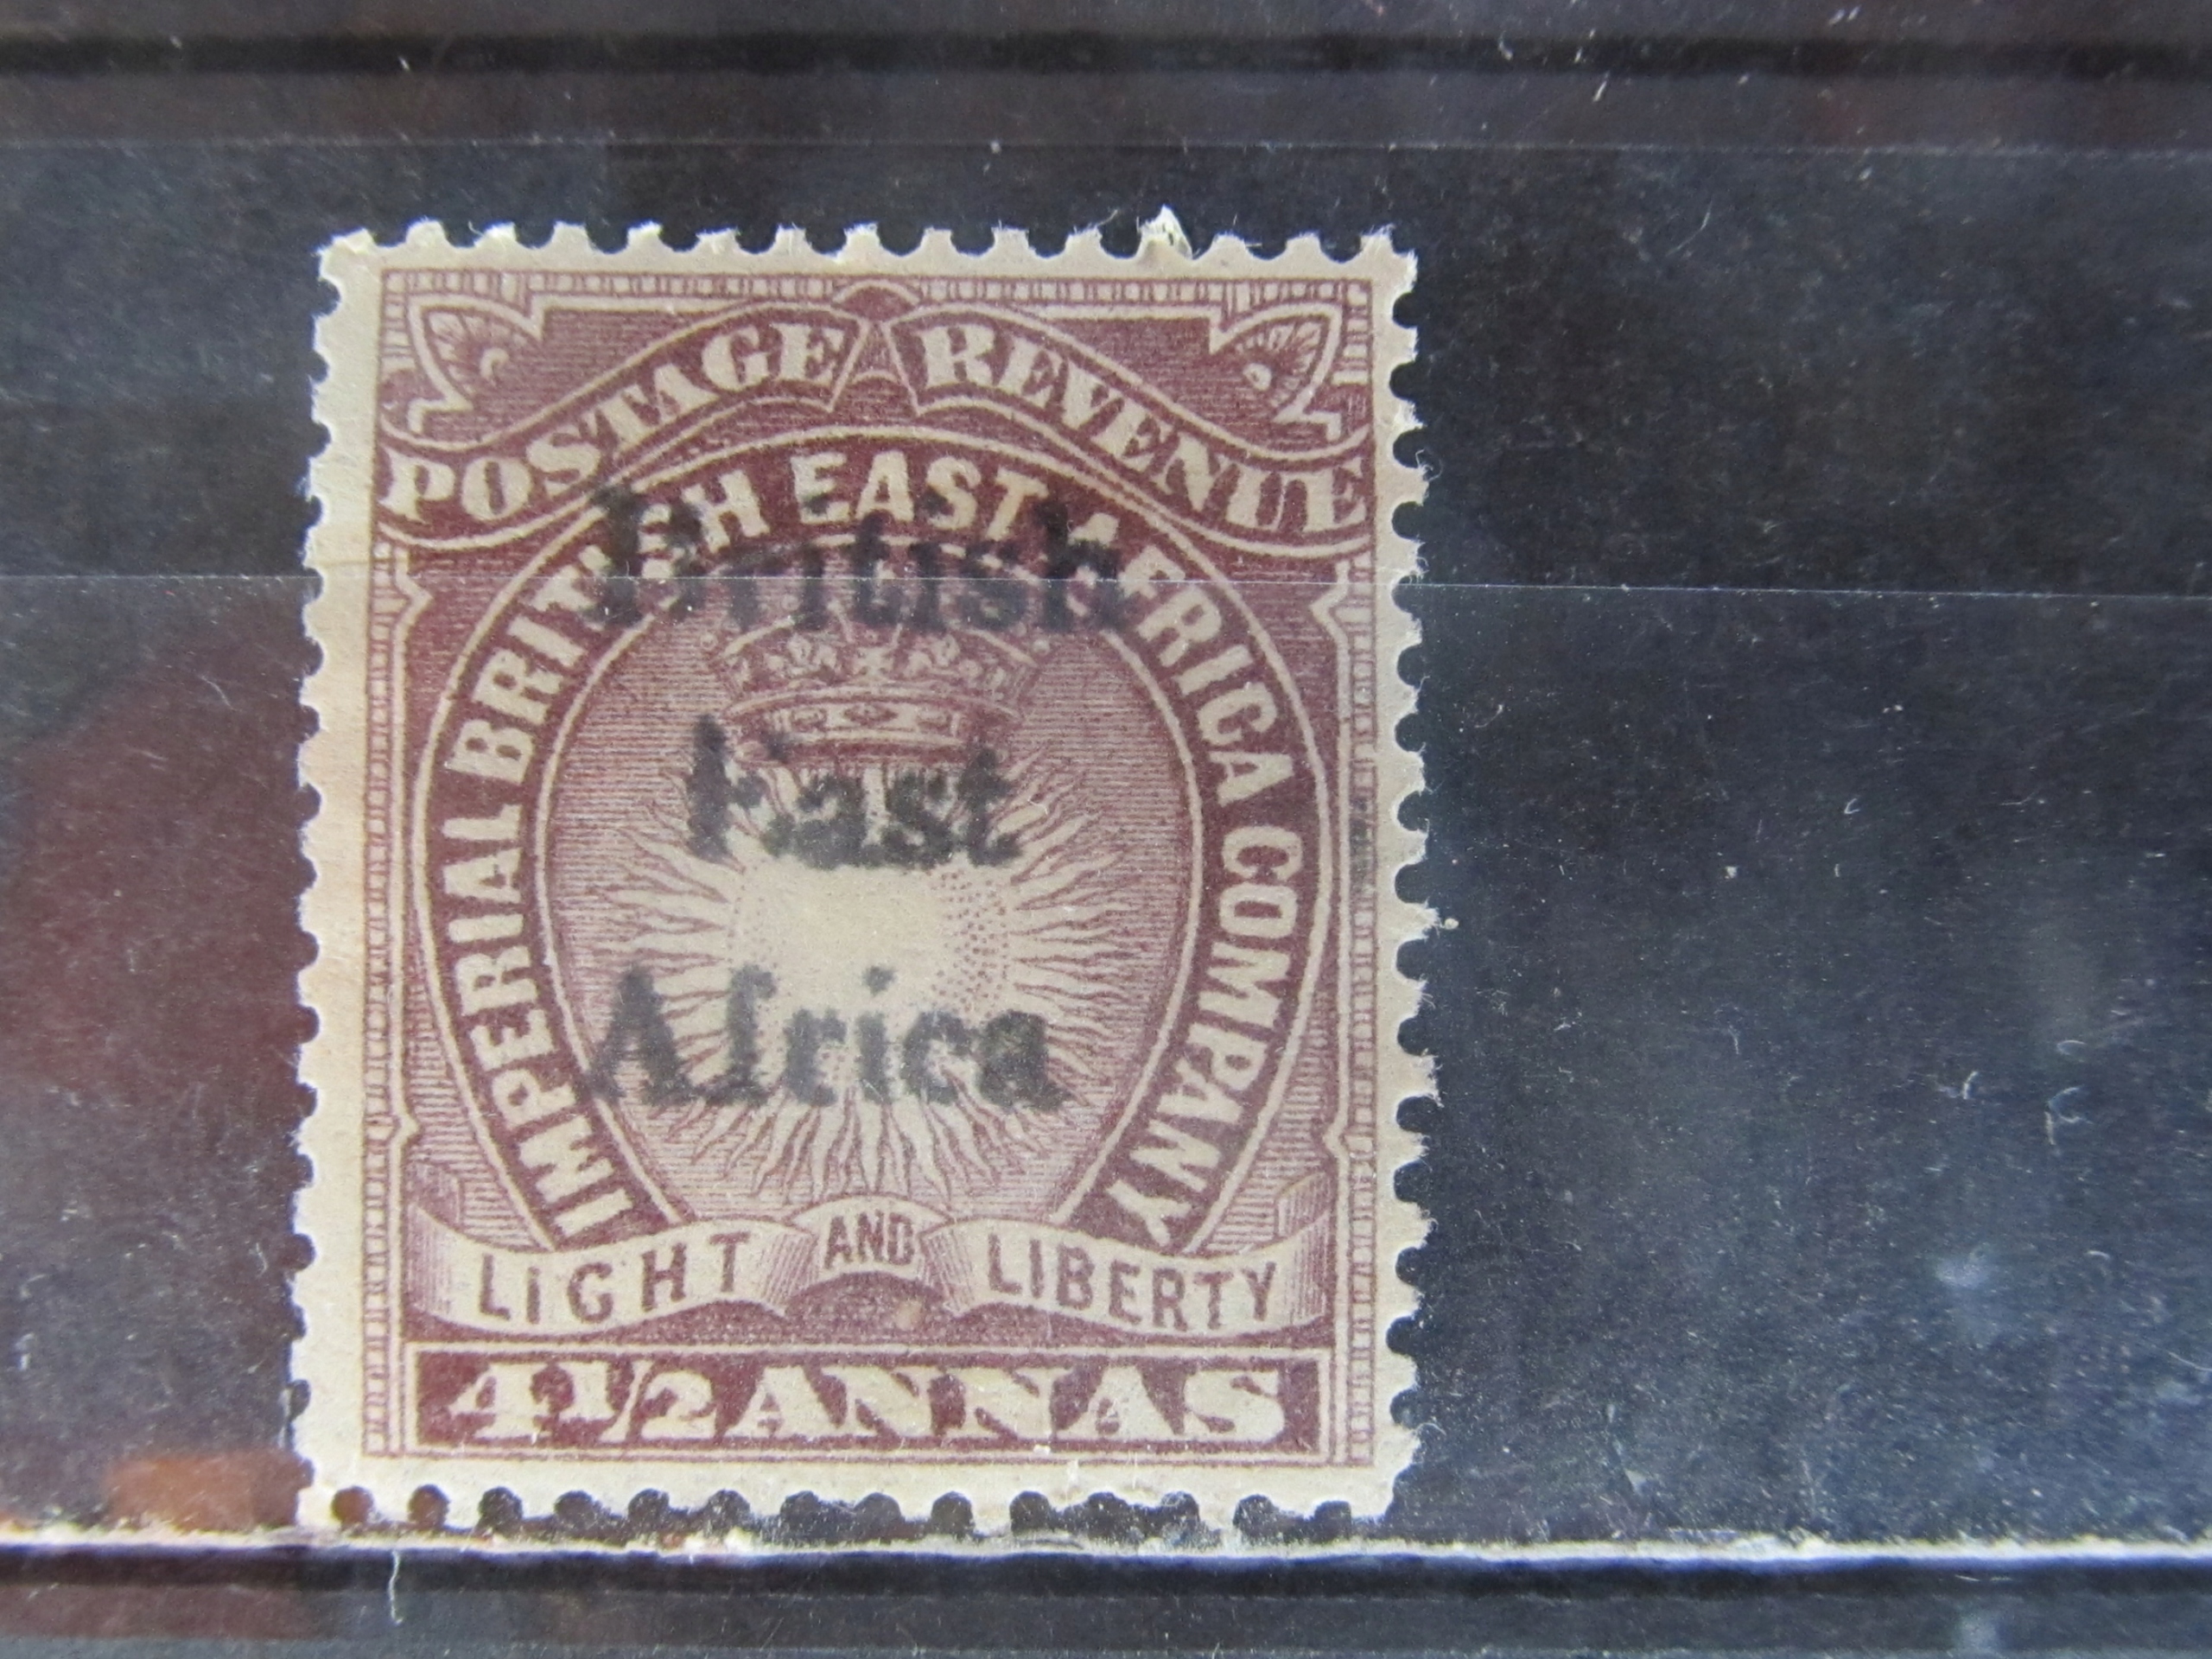 POSTAGE REVENUE
IMPERIAL BRITISH EAST AFRICA COMPANY
British
East
Africa
LIGHT AND LIBERTY
4 1/2 ANNAS